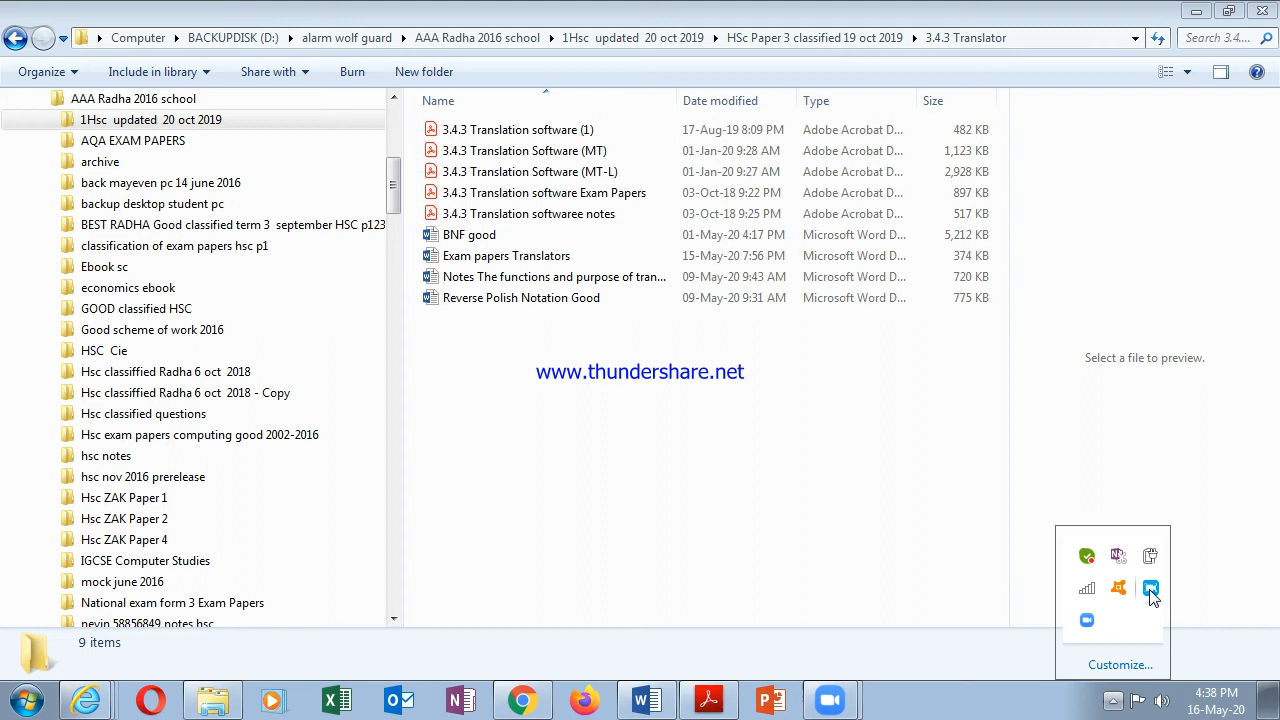 Computer BACKUPDISK (D:) alarm wolf guard AAA Radha 2016 school 1Hsc updated 20 oct 2019 HSc Paper 3 classified 19 oct 2019 3.4.3 Translator Search 3.4....
Organize Include in library Share with Burn New folder
AAA Radha 2016 school
1Hsc updated 20 oct 2019
AQA EXAM PAPERS
archive
back mayeven pc 14 june 2016
backup desktop student pc
BEST RADHA Good classified term 3 september HSC p123
classification of exam papers hsc p1
Ebook sc
economics ebook
GOOD classified HSC
Good scheme of work 2016
HSC Cie
Hsc classiffied Radha 6 oct 2018
Hsc classiffied Radha 6 oct 2018 - Copy
Hsc classified questions
Hsc exam papers computing good 2002-2016
hsc notes
hsc nov 2016 prerelease
Hsc ZAK Paper 1
Hsc ZAK Paper 2
Hsc ZAK Paper 4
IGCSE Computer Studies
mock june 2016
National exam form 3 Exam Papers
nevin 58856849 notes hsc
Name Date modified Type Size
3.4.3 Translation software (1) 17-Aug-19 8:09 PM Adobe Acrobat D... 482 KB
3.4.3 Translation Software (MT) 01-Jan-20 9:28 AM Adobe Acrobat D... 1,123 KB
3.4.3 Translation Software (MT-L) 01-Jan-20 9:27 AM Adobe Acrobat D... 2,928 KB
3.4.3 Translation software Exam Papers 03-Oct-18 9:22 PM Adobe Acrobat D... 897 KB
3.4.3 Translation softwaree notes 03-Oct-18 9:25 PM Adobe Acrobat D... 517 KB
BNF good 01-May-20 4:17 PM Microsoft Word D... 5,212 KB
Exam papers Translators 15-May-20 7:56 PM Microsoft Word D... 374 KB
Notes The functions and purpose of tran... 09-May-20 9:43 AM Microsoft Word D... 720 KB
Reverse Polish Notation Good 09-May-20 9:31 AM Microsoft Word D... 775 KB
www.thundershare.net
Select a file to preview.
Customize...
9 items
4:38 PM
16-May-20